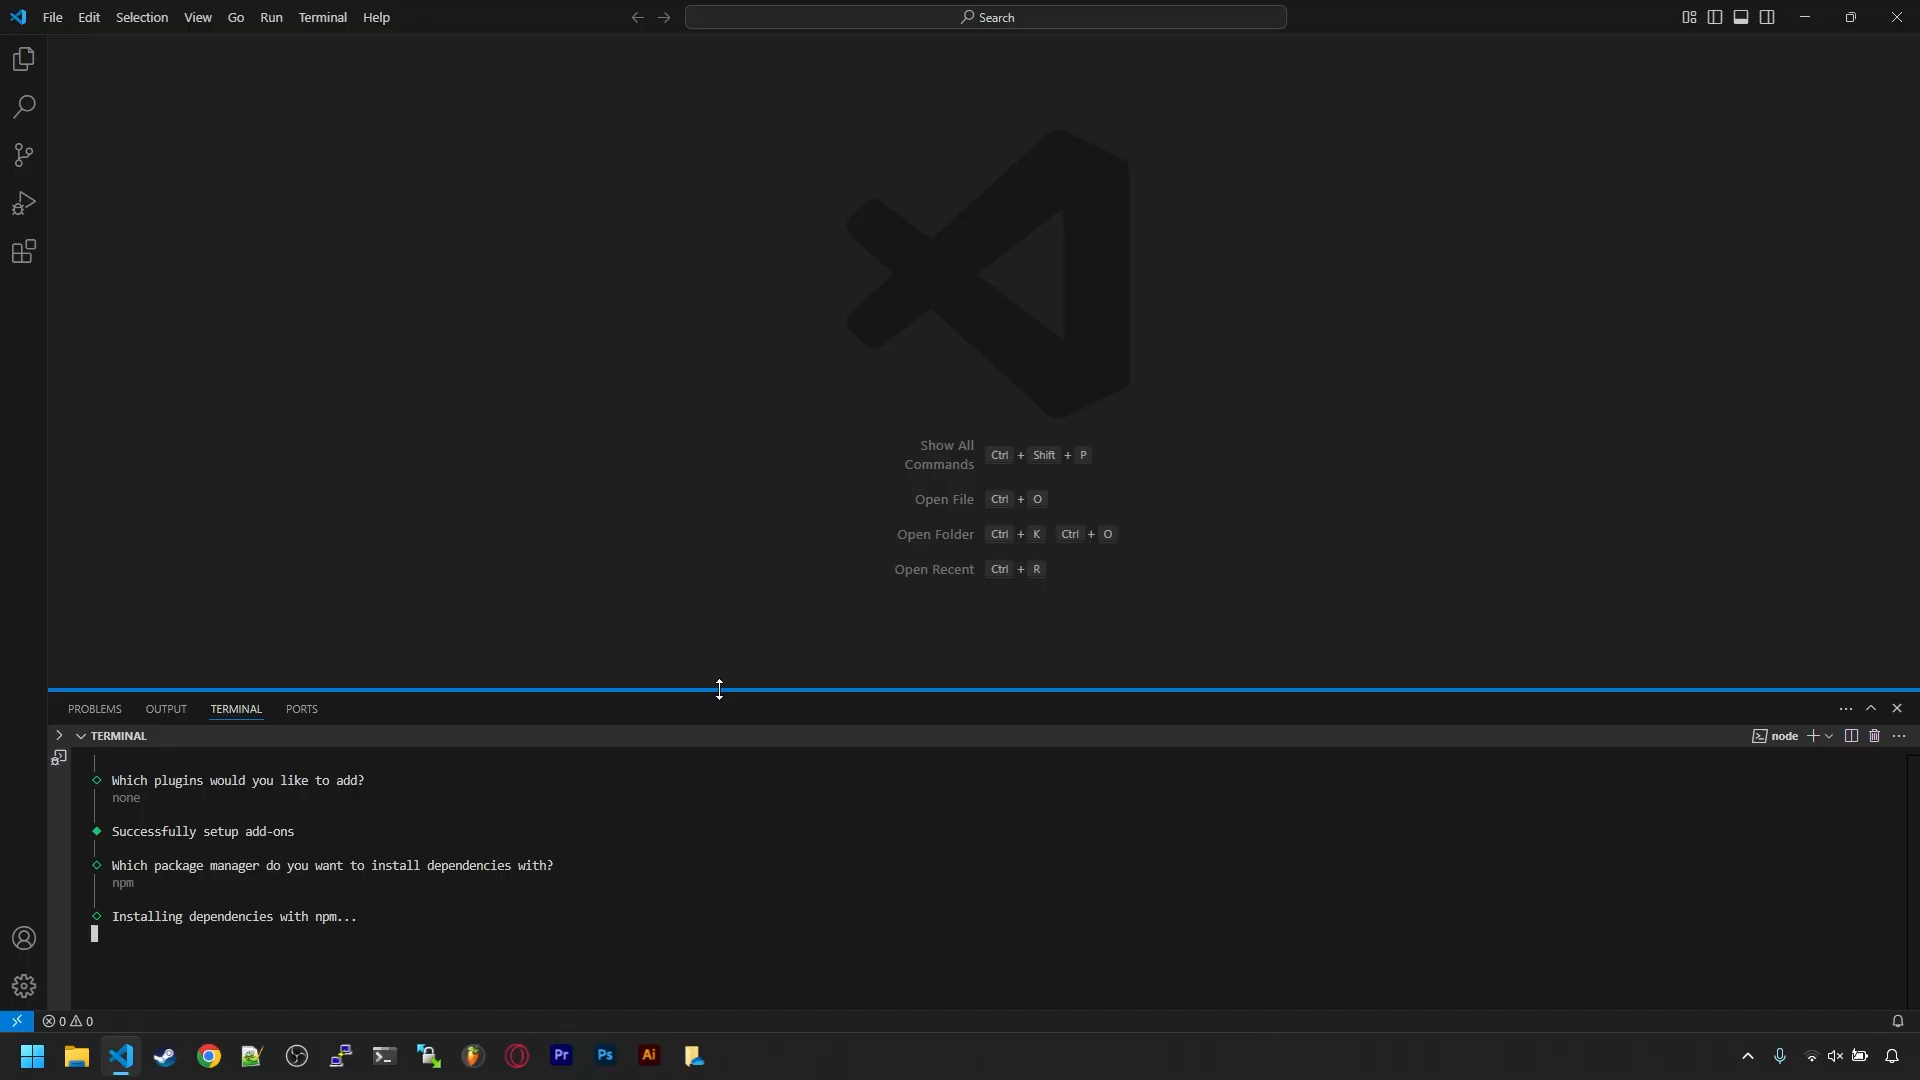 File Edit Selection View Go Run Terminal Help
Search
Show All
Commands
Ctrl + Shift + P
Open File Ctrl + O
Open Folder Ctrl + K Ctrl + O
Open Recent Ctrl + R
PROBLEMS OUTPUT TERMINAL PORTS
TERMINAL
node
Which plugins would you like to add?
none
Successfully setup add-ons
Which package manager do you want to install dependencies with?
npm
Installing dependencies with npm...
0 0
Pr Ps Ai